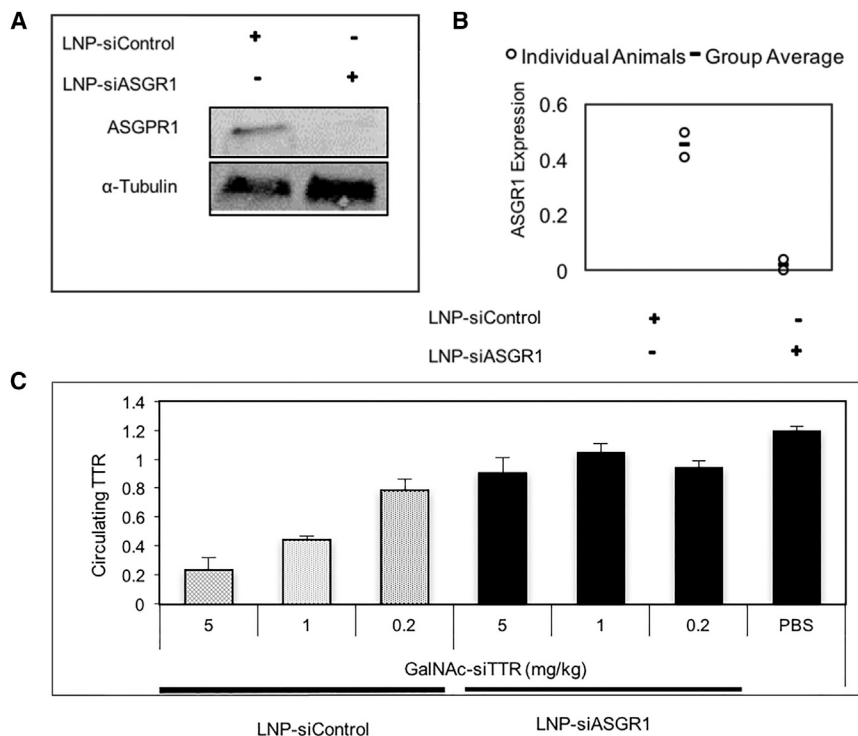 A
LNP-siControl + -
LNP-siASGR1 - +
ASGPR1
α-Tubulin
B
Individual Animals Group Average
ASGR1 Expression
0.6
0.4
0.2
0
LNP-siControl + -
LNP-siASGR1 - +
C
Circulating TTR
1.4
1.2
1
0.8
0.6
0.4
0.2
0
5 1 0.2 5 1 0.2 PBS
GalNAc-siTTR (mg/kg)
LNP-siControl LNP-siASGR1